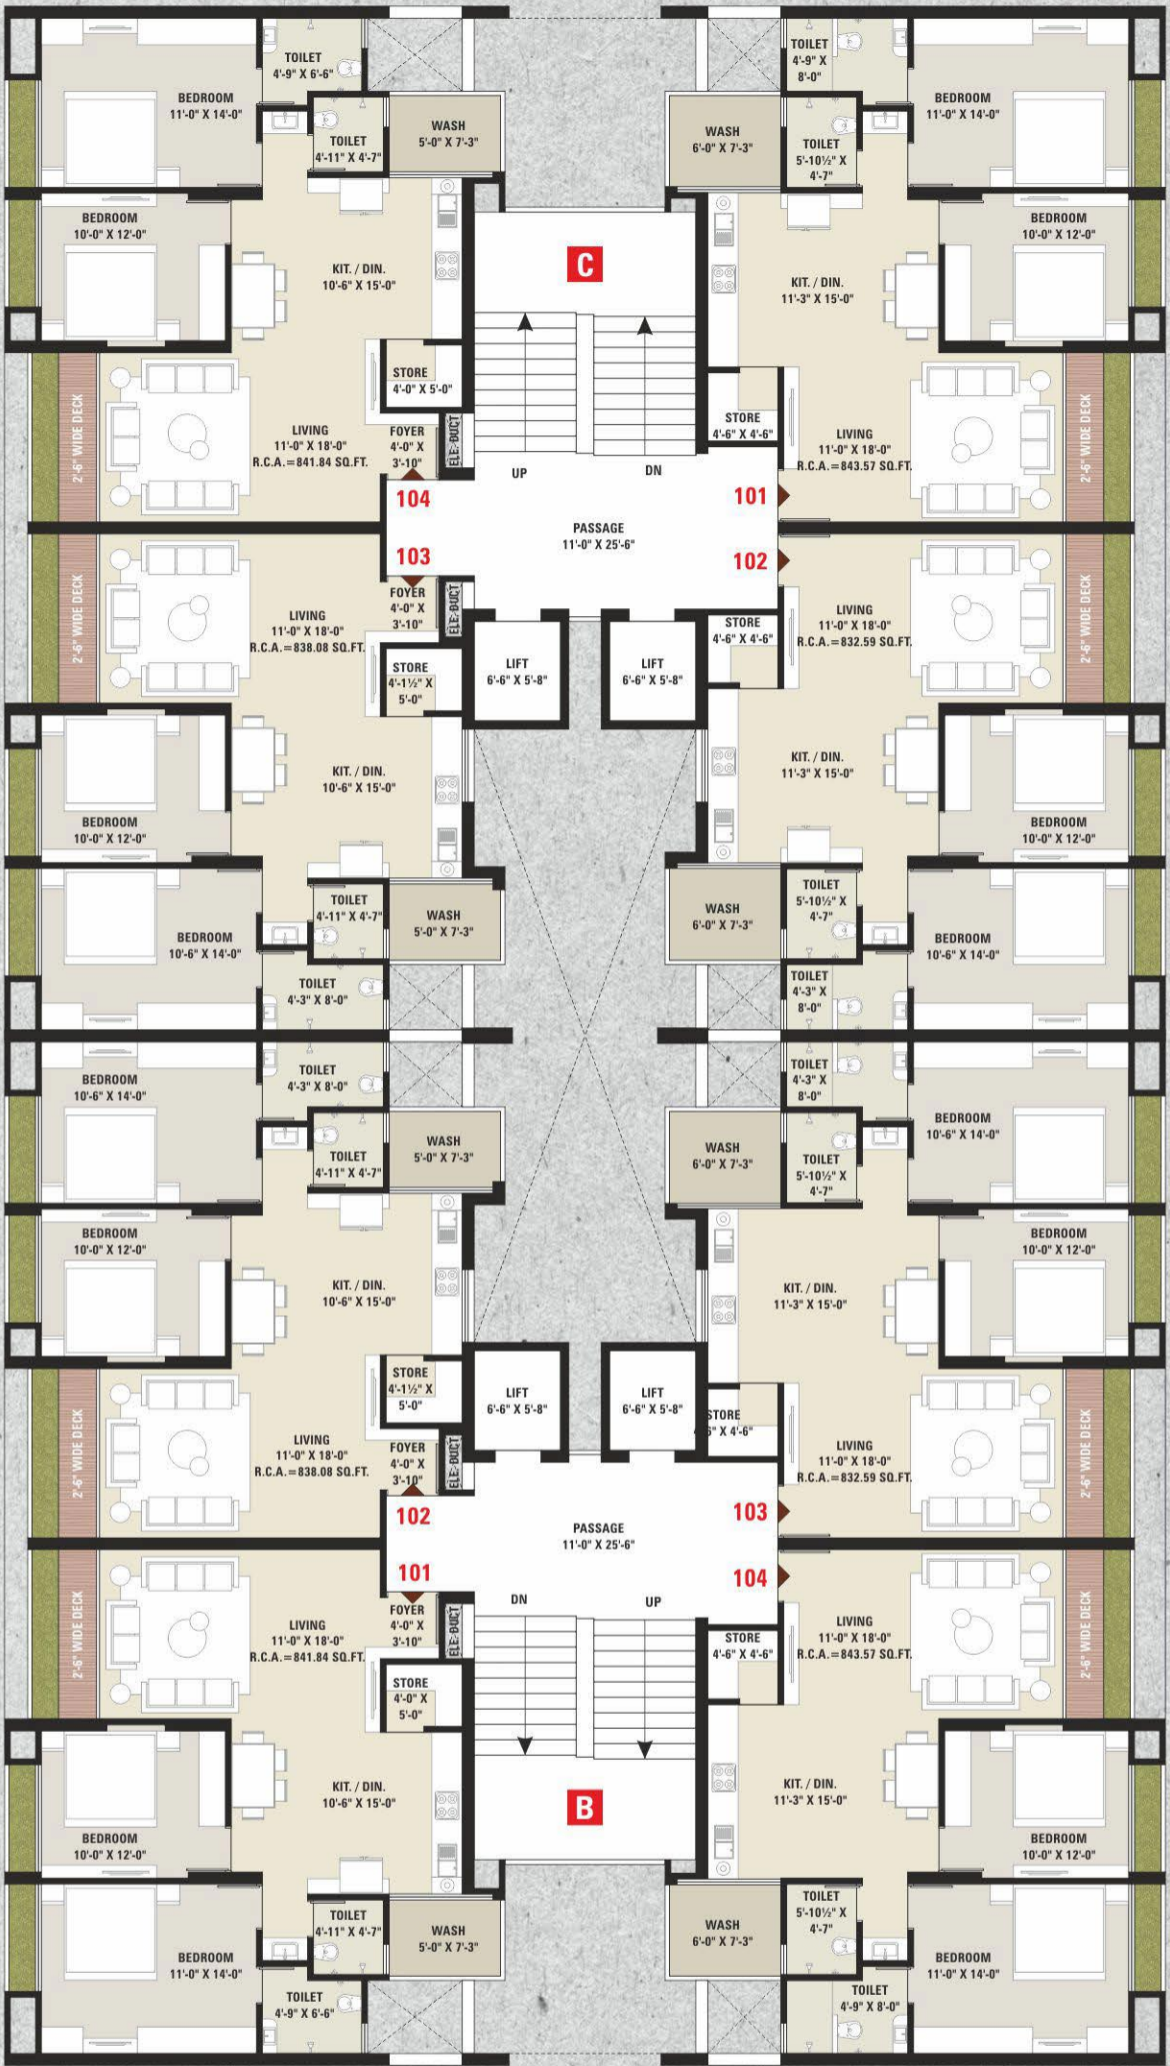 TOILET
4'-9" X 6'-6"
BEDROOM
11'-0" X 14'-0"
TOILET
4'-11" X 4'-7"
WASH
5'-0" X 7'-3"
TOILET
4'-9" X
8'-0"
BEDROOM
11'-0" X 14'-0"
WASH
6'-0" X 7'-3"
TOILET
5'-10½" X
4'-7"
BEDROOM
10'-0" X 12'-0"
KIT. / DIN.
10'-6" X 15'-0"
C
KIT. / DIN.
11'-3" X 15'-0"
BEDROOM
10'-0" X 12'-0"
STORE
4'-0" X 5'-0"
2'-6" WIDE DECK
LIVING
11'-0" X 18'-0"
R.C.A.=841.84 SQ.FT.
FOYER
4'-0" X
3'-10"
ELE.DUCT
STORE
4'-6" X 4'-6"
LIVING
11'-0" X 18'-0"
R.C.A.=843.57 SQ.FT.
2'-6" WIDE DECK
UP
DN
104
101
PASSAGE
11'-0" X 25'-6"
103
102
2'-6" WIDE DECK
LIVING
11'-0" X 18'-0"
R.C.A.=838.08 SQ.FT.
FOYER
4'-0" X
3'-10"
ELE.DUCT
STORE
4'-6" X 4'-6"
LIVING
11'-0" X 18'-0"
R.C.A.=832.59 SQ.FT.
2'-6" WIDE DECK
STORE
4'-1½" X
5'-0"
LIFT
6'-6" X 5'-8"
LIFT
6'-6" X 5'-8"
KIT. / DIN.
10'-6" X 15'-0"
KIT. / DIN.
11'-3" X 15'-0"
BEDROOM
10'-0" X 12'-0"
BEDROOM
10'-0" X 12'-0"
TOILET
4'-11" X 4'-7"
WASH
5'-0" X 7'-3"
WASH
6'-0" X 7'-3"
TOILET
5'-10½" X
4'-7"
BEDROOM
10'-6" X 14'-0"
BEDROOM
10'-6" X 14'-0"
TOILET
4'-3" X 8'-0"
TOILET
4'-3" X
8'-0"
BEDROOM
10'-6" X 14'-0"
TOILET
4'-3" X 8'-0"
TOILET
4'-3" X
8'-0"
BEDROOM
10'-6" X 14'-0"
TOILET
4'-11" X 4'-7"
WASH
5'-0" X 7'-3"
WASH
6'-0" X 7'-3"
TOILET
5'-10½" X
4'-7"
BEDROOM
10'-0" X 12'-0"
BEDROOM
10'-0" X 12'-0"
KIT. / DIN.
10'-6" X 15'-0"
KIT. / DIN.
11'-3" X 15'-0"
STORE
4'-1½" X
5'-0"
LIFT
6'-6" X 5'-8"
LIFT
6'-6" X 5'-8"
STORE
X 4'-6"
2'-6" WIDE DECK
LIVING
11'-0" X 18'-0"
R.C.A.=838.08 SQ.FT.
FOYER
4'-0" X
3'-10"
ELE.DUCT
LIVING
11'-0" X 18'-0"
R.C.A.=832.59 SQ.FT.
2'-6" WIDE DECK
102
103
PASSAGE
11'-0" X 25'-6"
101
104
DN
UP
2'-6" WIDE DECK
LIVING
11'-0" X 18'-0"
R.C.A.=841.84 SQ.FT.
FOYER
4'-0" X
3'-10"
ELE.DUCT
STORE
4'-6" X 4'-6"
LIVING
11'-0" X 18'-0"
R.C.A.=843.57 SQ.FT.
2'-6" WIDE DECK
STORE
4'-0" X
5'-0"
KIT. / DIN.
10'-6" X 15'-0"
B
KIT. / DIN.
11'-3" X 15'-0"
BEDROOM
10'-0" X 12'-0"
BEDROOM
10'-0" X 12'-0"
TOILET
4'-11" X 4'-7"
WASH
5'-0" X 7'-3"
WASH
6'-0" X 7'-3"
TOILET
5'-10½" X
4'-7"
BEDROOM
11'-0" X 14'-0"
BEDROOM
11'-0" X 14'-0"
TOILET
4'-9" X 6'-6"
TOILET
4'-9" X 8'-0"